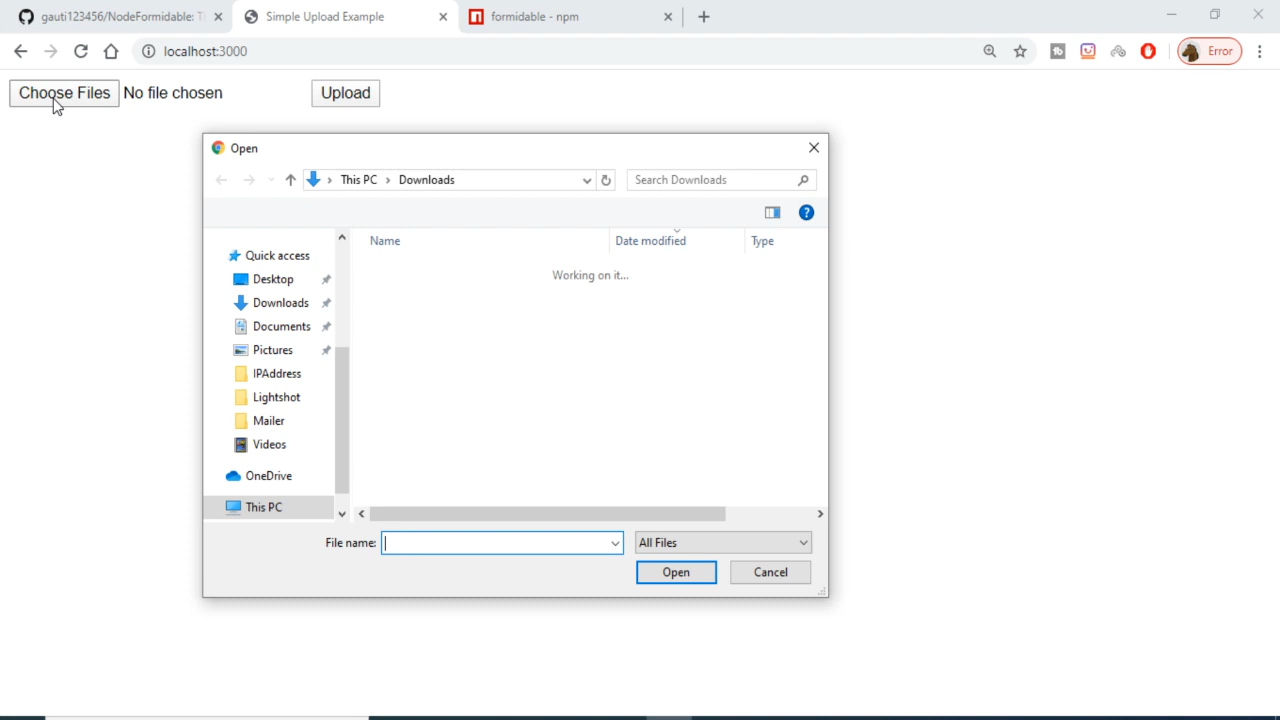 gauti123456/NodeFormidable: T
Simple Upload Example
formidable - npm
localhost:3000
Error
Choose Files No file chosen
Upload
Open
This PC > Downloads
Search Downloads
Name
Date modified
Type
Working on it...
Quick access
Desktop
Downloads
Documents
Pictures
IPAddress
Lightshot
Mailer
Videos
OneDrive
This PC
File name:
All Files
Open
Cancel